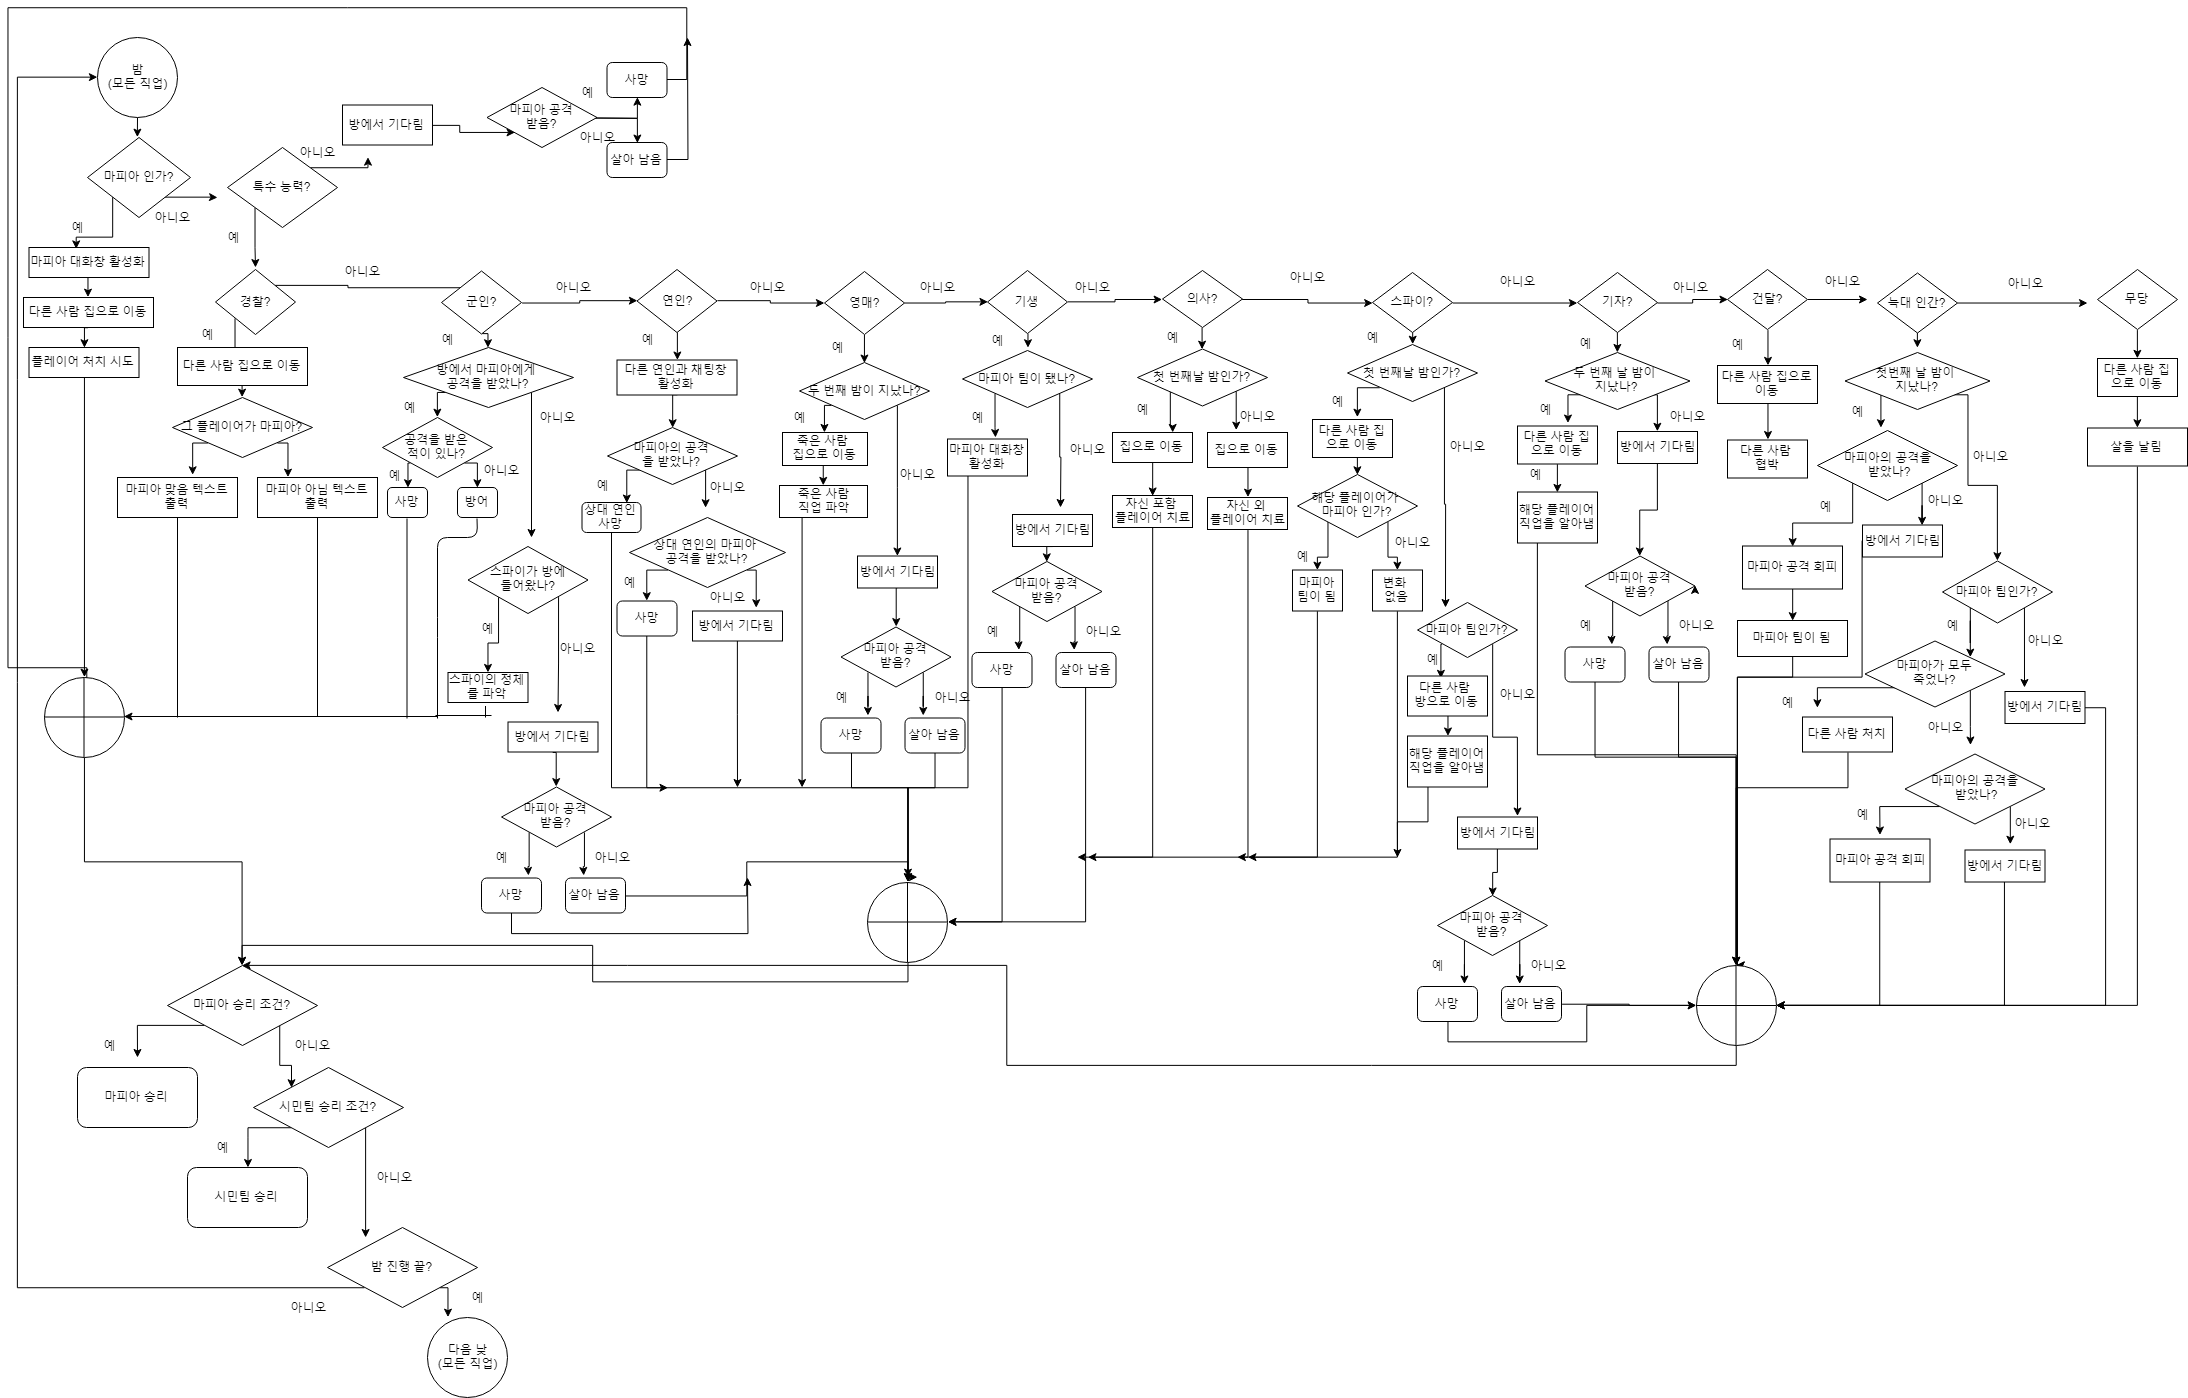 밤
(모든 직업)
마피아 인가?
예
아니오
마피아 대화창 활성화
다른 사람 집으로 이동
플레이어 처치 시도
특수 능력?
아니오
예
방에서 기다림
마피아 공격
받음?
예
아니오
사망
살아 남음
경찰?
아니오
예
다른 사람 집으로 이동
그 플레이어가 마피아?
마피아 맞음 텍스트
출력
마피아 아님 텍스트
출력
군인?
아니오
예
방에서 마피아에게
공격을 받았나?
예
아니오
공격을 받은
적이 있나?
예
아니오
사망
방어
스파이가 방에
들어왔나?
예
아니오
스파이의 정체
를 파악
방에서 기다림
마피아 공격
받음?
예
아니오
사망
살아 남음
연인?
아니오
예
다른 연인과 채팅창
활성화
마피아의 공격
을 받았나?
예
아니오
상대 연인
사망
상대 연인의 마피아
공격을 받았나?
예
아니오
사망
방에서 기다림
영매?
아니오
예
두 번째 밤이 지났나?
예
아니오
죽은 사람
집으로 이동
죽은 사람
직업 파악
방에서 기다림
마피아 공격
받음?
예
아니오
사망
살아 남음
기생
아니오
예
마피아 팀이 됐나?
예
아니오
마피아 대화창
활성화
방에서 기다림
마피아 공격
받음?
예
아니오
사망
살아 남음
의사?
아니오
예
첫 번째날 밤인가?
예
아니오
집으로 이동
집으로 이동
자신 포함
플레이어 치료
자신 외
플레이어 치료
스파이?
아니오
예
첫 번째날 밤인가?
예
아니오
다른 사람 집
으로 이동
해당 플레이어가
마피아 인가?
예
아니오
마피아
팀이 됨
변화
없음
마피아 팀인가?
예
아니오
다른 사람
방으로 이동
해당 플레이어
직업을 알아냄
방에서 기다림
마피아 공격
받음?
예
아니오
사망
살아 남음
기자?
아니오
예
두 번째 날 밤이
지났나?
예
아니오
다른 사람 집
으로 이동
예
해당 플레이어
직업을 알아냄
방에서 기다림
마피아 공격
받음?
예
아니오
사망
살아 남음
건달?
아니오
예
다른 사람 집으로
이동
다른 사람
협박
늑대 인간?
아니오
첫번째 날 밤이
지났나?
예
아니오
마피아의 공격을
받았나?
예
아니오
마피아 공격 회피
마피아 팀이 됨
방에서 기다림
마피아 팀인가?
예
아니오
마피아가 모두
죽었나?
예
아니오
방에서 기다림
다른 사람 처치
마피아의 공격을
받았나?
예
아니오
마피아 공격 회피
방에서 기다림
무당
다른 사람 집
으로 이동
살을 날림
마피아 승리 조건?
예
아니오
마피아 승리
시민팀 승리 조건?
예
아니오
시민팀 승리
밤 진행 끝?
아니오
예
다음 낮
(모든 직업)